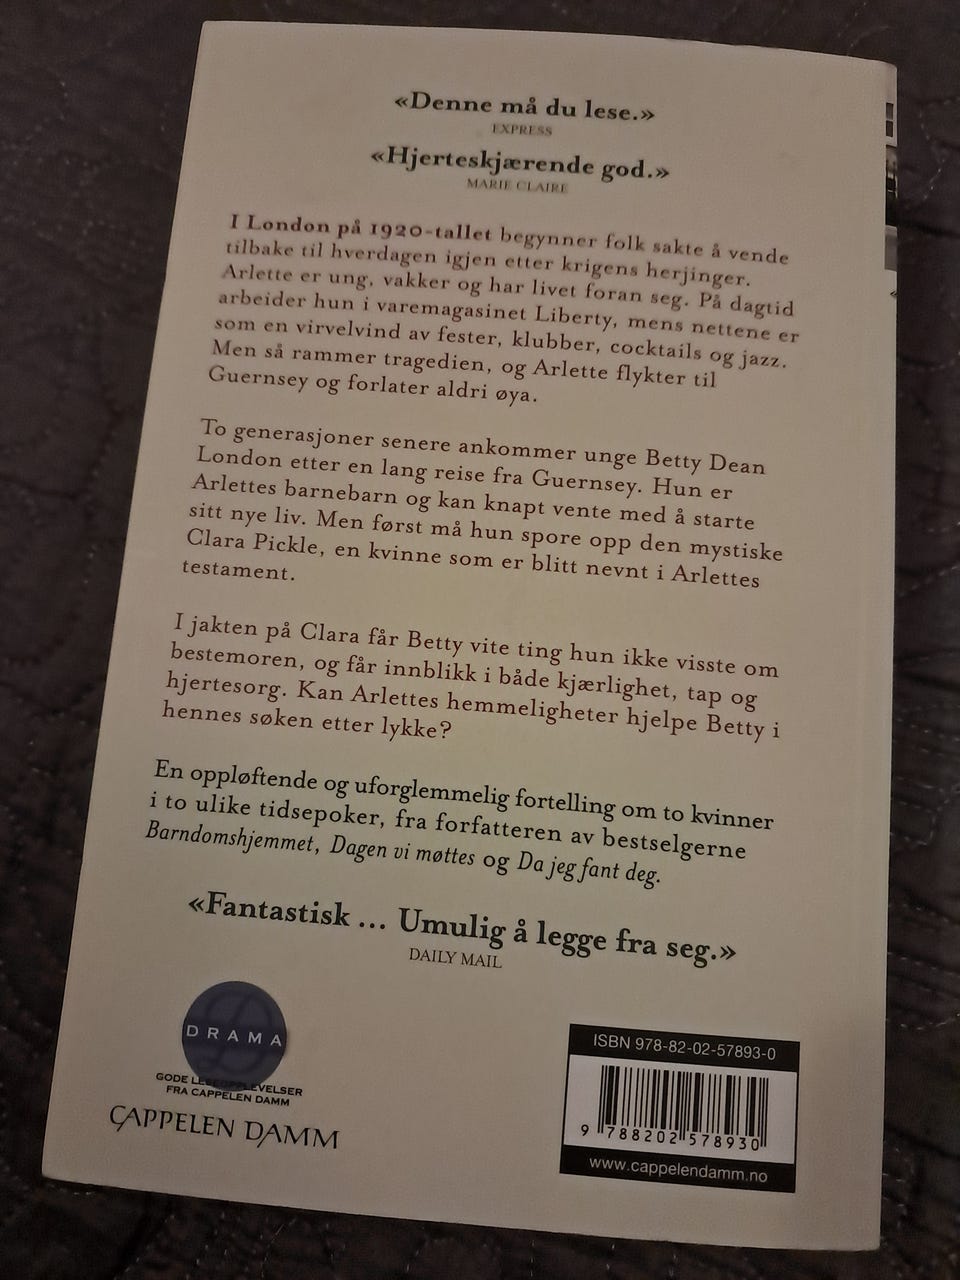 «Denne må du lese.»
EXPRESS
«Hjerteskjærende god.»
MARIE CLAIRE
I London på 1920-tallet begynner folk sakte å vende
tilbake til hverdagen igjen etter krigens herjinger.
Arlette er ung, vakker og har livet foran seg. På dagtid
arbeider hun i varemagasinet Liberty, mens nettene er
som en virvelvind av fester, klubber, cocktails og jazz.
Men så rammer tragedien, og Arlette flykter til
Guernsey og forlater aldri øya.
To generasjoner senere ankommer unge Betty Dean
London etter en lang reise fra Guernsey. Hun er
Arlettes barnebarn og kan knapt vente med å starte
sitt nye liv. Men først må hun spore opp den mystiske
Clara Pickle, en kvinne som er blitt nevnt i Arlettes
testament.
I jakten på Clara får Betty vite ting hun ikke visste om
bestemoren, og får innblikk i både kjærlighet, tap og
hjertesorg. Kan Arlettes hemmeligheter hjelpe Betty i
hennes søken etter lykke?
En oppløftende og uforglemmelig fortelling om to kvinner
i to ulike tidsepoker, fra forfatteren av bestselgerne
Barndomshjemmet, Dagen vi møttes og Da jeg fant deg.
«Fantastisk ... Umulig å legge fra seg.»
DAILY MAIL
DRAMA
GODE LESEOPPLEVELSER
FRA CAPPELEN DAMM
CAPPELEN DAMM
ISBN 978-82-02-57893-0
9 788202 578930
www.cappelendamm.no